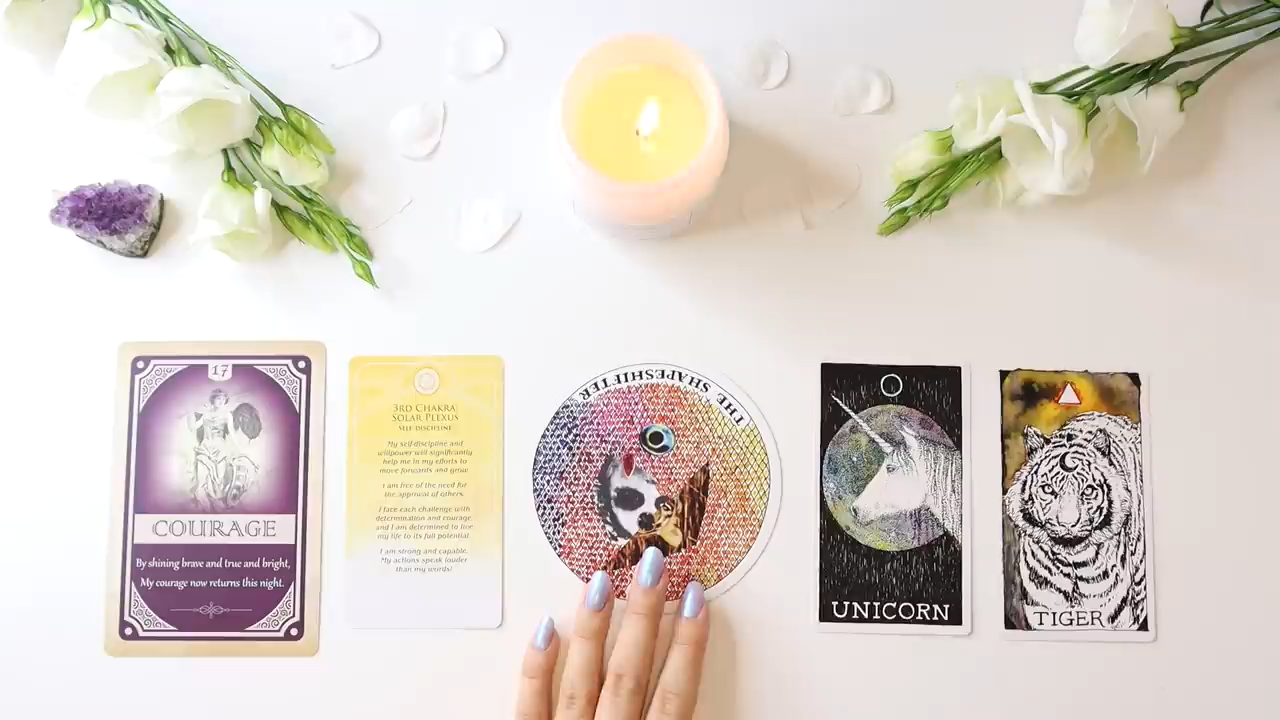 17
COURAGE
By shining brave and true and bright,
My courage now returns this night.
3RD CHAKRA
SOLAR PLEXUS
SELF-DISCIPLINE
My self-discipline and
willpower will significantly
help me in my efforts to
move forwards and grow.
I am free of the need for
the approval of others.
I face each challenge with
determination and courage
and I am determined to live
my life to its full potential.
I am strong and capable.
My actions speak louder
than my words!
THE SHAPESHIFTER
UNICORN
TIGER